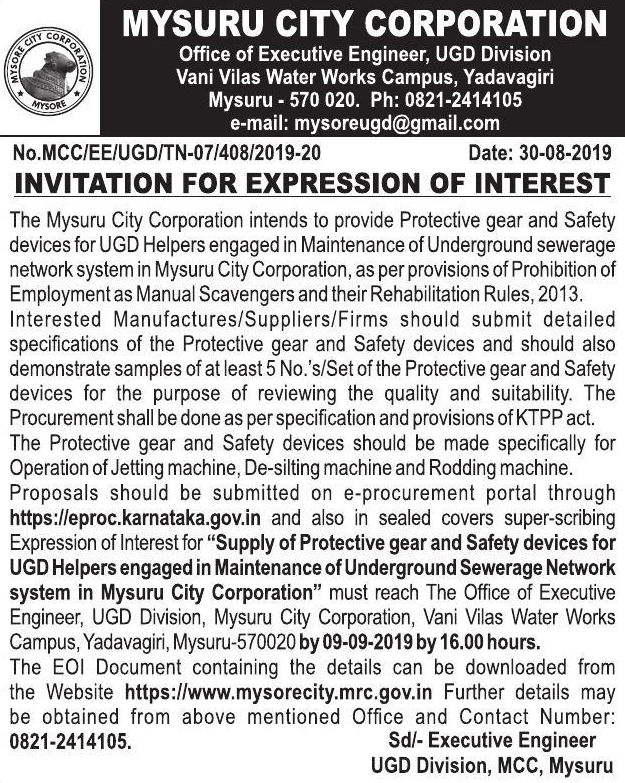 MYSURU CITY CORPORATION
Office of Executive Engineer, UGD Division
Vani Vilas Water Works Campus, Yadavagiri
Mysuru - 570 020. Ph: 0821-2414105
e-mail: mysoreugd@gmail.com
MYSORE CITY CORPORATION
MYSORE
No.MCC/EE/UGD/TN-07/408/2019-20 Date: 30-08-2019
INVITATION FOR EXPRESSION OF INTEREST
The Mysuru City Corporation intends to provide Protective gear and Safety
devices for UGD Helpers engaged in Maintenance of Underground sewerage
network system in Mysuru City Corporation, as per provisions of Prohibition of
Employment as Manual Scavengers and their Rehabilitation Rules, 2013.
Interested Manufactures/Suppliers/Firms should submit detailed
specifications of the Protective gear and Safety devices and should also
demonstrate samples of at least 5 No.'s/Set of the Protective gear and Safety
devices for the purpose of reviewing the quality and suitability. The
Procurement shall be done as per specification and provisions of KTPP act.
The Protective gear and Safety devices should be made specifically for
Operation of Jetting machine, De-silting machine and Rodding machine.
Proposals should be submitted on e-procurement portal through
https://eproc.karnataka.gov.in and also in sealed covers super-scribing
Expression of Interest for “Supply of Protective gear and Safety devices for
UGD Helpers engaged in Maintenance of Underground Sewerage Network
system in Mysuru City Corporation” must reach The Office of Executive
Engineer, UGD Division, Mysuru City Corporation, Vani Vilas Water Works
Campus, Yadavagiri, Mysuru-570020 by 09-09-2019 by 16.00 hours.
The EOI Document containing the details can be downloaded from
the Website https://www.mysorecity.mrc.gov.in Further details may
be obtained from above mentioned Office and Contact Number:
0821-2414105. Sd/- Executive Engineer
UGD Division, MCC, Mysuru